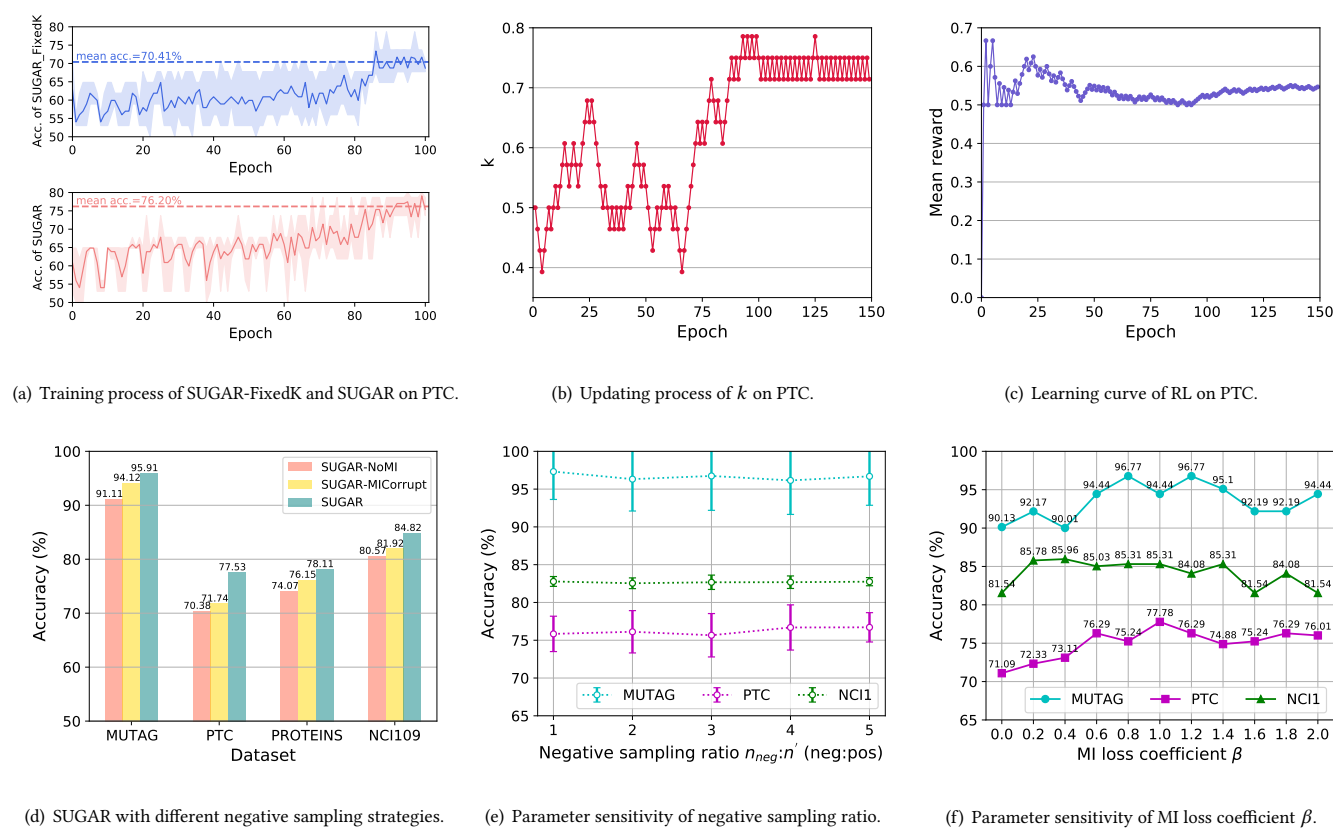 Acc. of SUGAR_FixedK
80
75
70
65
60
55
50
mean acc.=70.41%
0 20 40 60 80 100
Epoch
Acc. of SUGAR
80
75
70
65
60
55
50
mean acc.=76.20%
0 20 40 60 80 100
Epoch
(a) Training process of SUGAR-FixedK and SUGAR on PTC.
k
0.8
0.7
0.6
0.5
0.4
0 25 50 75 100 125 150
Epoch
(b) Updating process of k on PTC.
Mean reward
0.7
0.6
0.5
0.4
0.3
0.2
0.1
0.0
0 25 50 75 100 125 150
Epoch
(c) Learning curve of RL on PTC.
Accuracy (%)
100
90
80
70
60
50
SUGAR-NoMI
SUGAR-MICorrupt
SUGAR
91.11 94.12 95.91
70.38 71.74 77.53
74.07 76.15 78.11
80.57 81.92 84.82
MUTAG PTC PROTEINS NCI109
Dataset
(d) SUGAR with different negative sampling strategies.
Accuracy (%)
100
95
90
85
80
75
70
65
MUTAG PTC NCI1
1 2 3 4 5
Negative sampling ratio n_neg:n′ (neg:pos)
(e) Parameter sensitivity of negative sampling ratio.
Accuracy (%)
100
95
90
85
80
75
70
65
90.13 92.17 90.01 94.44 96.77 94.44 96.77 95.1 92.19 92.19 94.44
81.54 85.78 85.96 85.03 85.31 85.31 84.08 85.31 81.54 84.08 81.54
71.09 72.33 73.11 76.29 75.24 77.78 76.29 74.88 75.24 76.29 76.01
MUTAG PTC NCI1
0.0 0.2 0.4 0.6 0.8 1.0 1.2 1.4 1.6 1.8 2.0
MI loss coefficient β
(f) Parameter sensitivity of MI loss coefficient β.